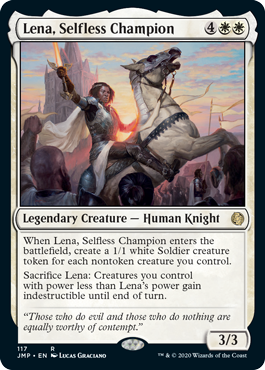 Lena, Selfless Champion 4
Legendary Creature — Human Knight
When Lena, Selfless Champion enters the
battlefield, create a 1/1 white Soldier creature
token for each nontoken creature you control.
Sacrifice Lena: Creatures you control
with power less than Lena's power gain
indestructible until end of turn.
“Those who do evil and those who do nothing are
equally worthy of contempt.”
3/3
117 R
JMP • EN Lucas Graciano
™ & © 2020 Wizards of the Coast